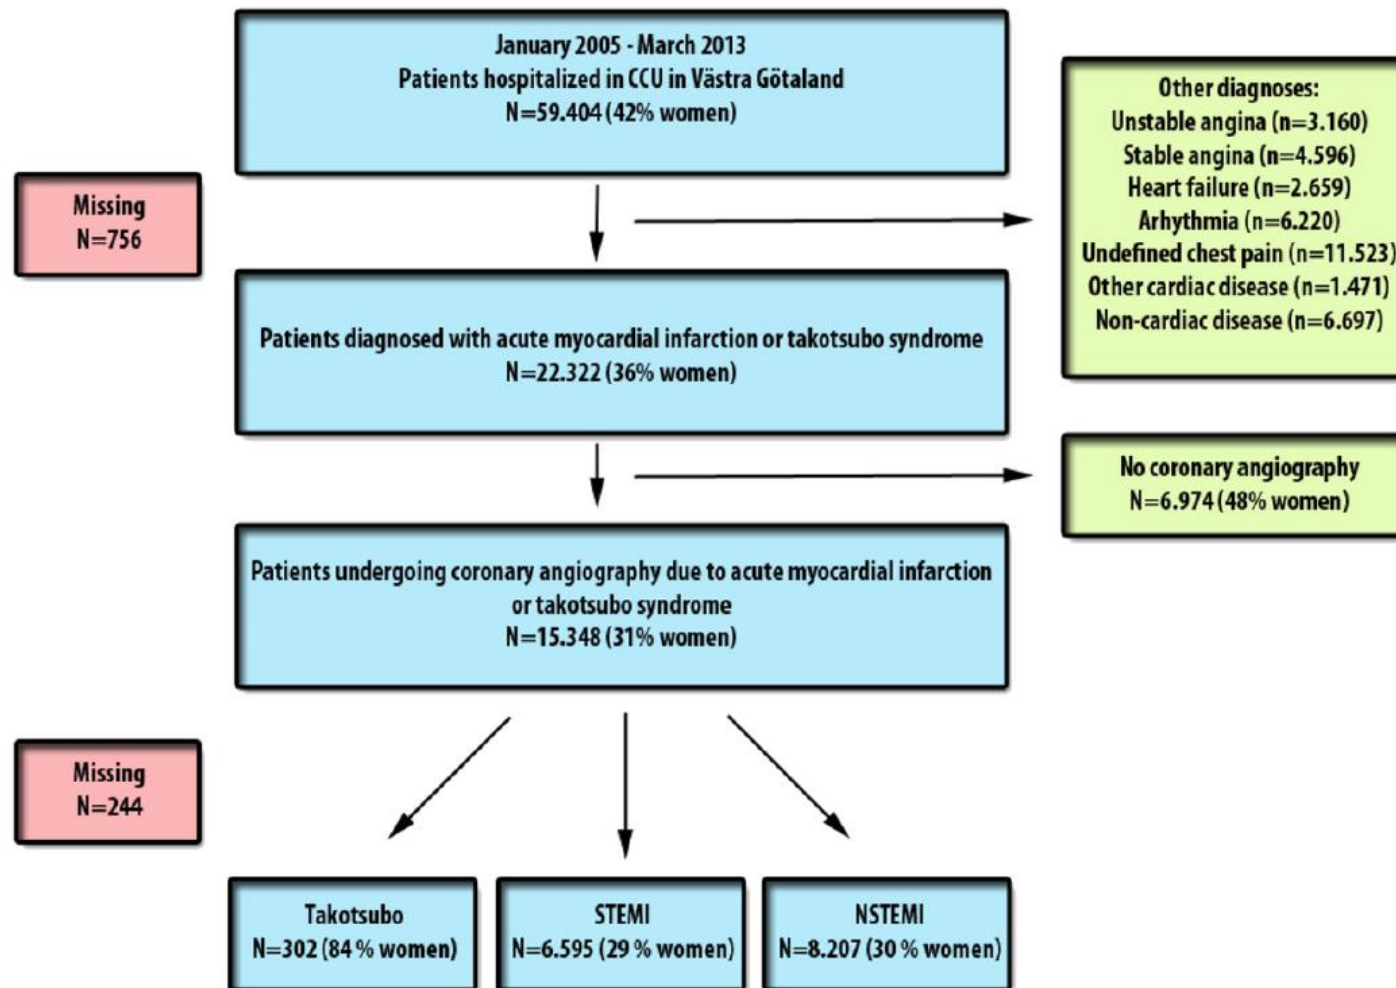 January 2005 - March 2013
Patients hospitalized in CCU in Västra Götaland
N=59.404 (42% women)
Other diagnoses:
Unstable angina (n=3.160)
Stable angina (n=4.596)
Heart failure (n=2.659)
Arhythmia (n=6.220)
Undefined chest pain (n=11.523)
Other cardiac disease (n=1.471)
Non-cardiac disease (n=6.697)
Missing
N=756
Patients diagnosed with acute myocardial infarction or takotsubo syndrome
N=22.322 (36% women)
No coronary angiography
N=6.974 (48% women)
Patients undergoing coronary angiography due to acute myocardial infarction
or takotsubo syndrome
N=15.348 (31% women)
Missing
N=244
Takotsubo
N=302 (84 % women)
STEMI
N=6.595 (29 % women)
NSTEMI
N=8.207 (30 % women)